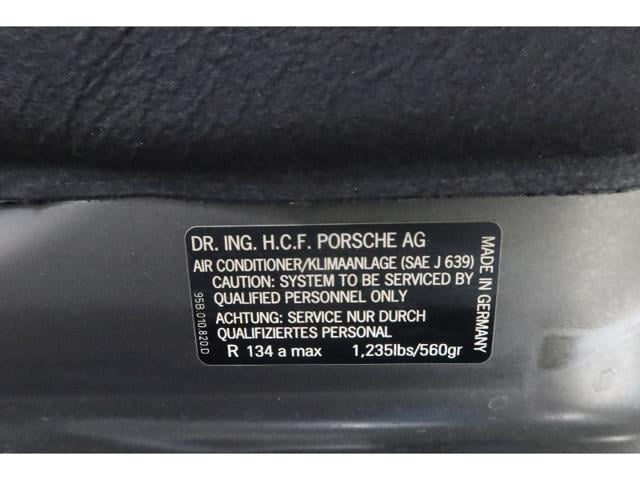 DR. ING. H.C.F. PORSCHE AG
AIR CONDITIONER/KLIMAANLAGE (SAE J 639)
CAUTION: SYSTEM TO BE SERVICED BY
QUALIFIED PERSONNEL ONLY
ACHTUNG: SERVICE NUR DURCH
QUALIFIZIERTES PERSONAL
R 134 a max 1,235lbs/560gr
MADE IN GERMANY
95B.010.820.D